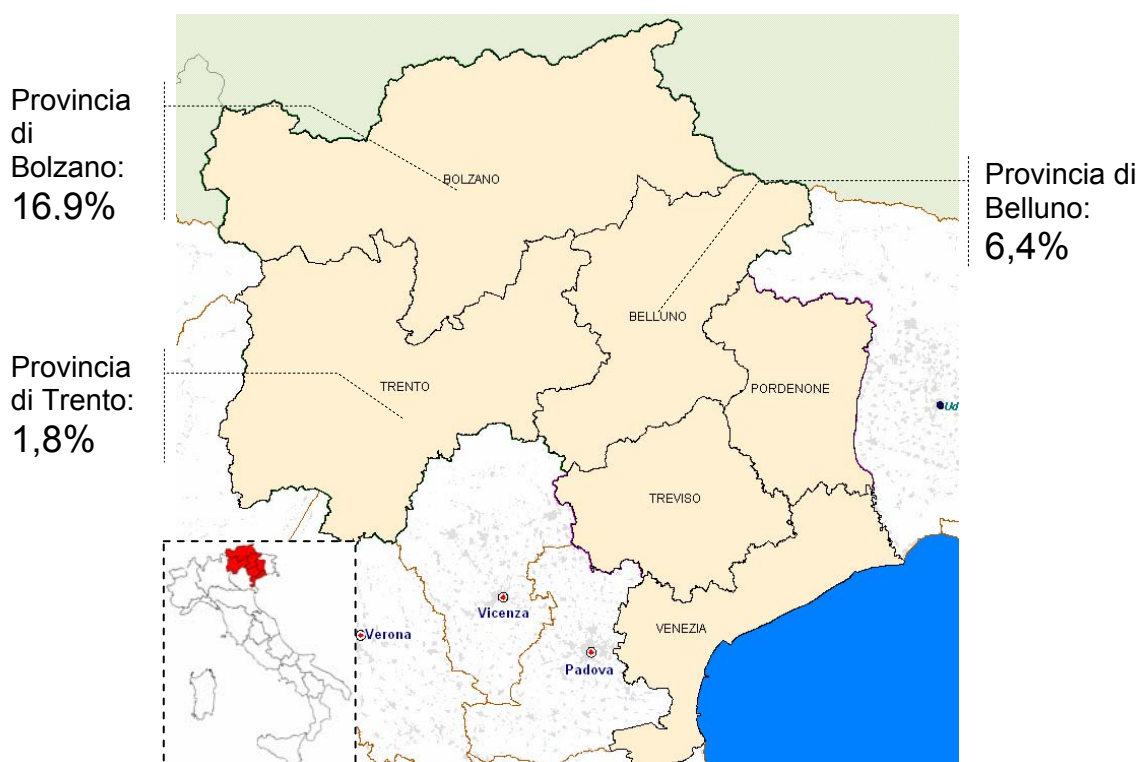 Provincia
di
Bolzano:
16.9%
Provincia
di Trento:
1,8%
Provincia di
Belluno:
6,4%
BOLZANO
BELLUNO
TRENTO
PORDENONE
Ud
TREVISO
Vicenza
VENEZIA
Verona
Padova